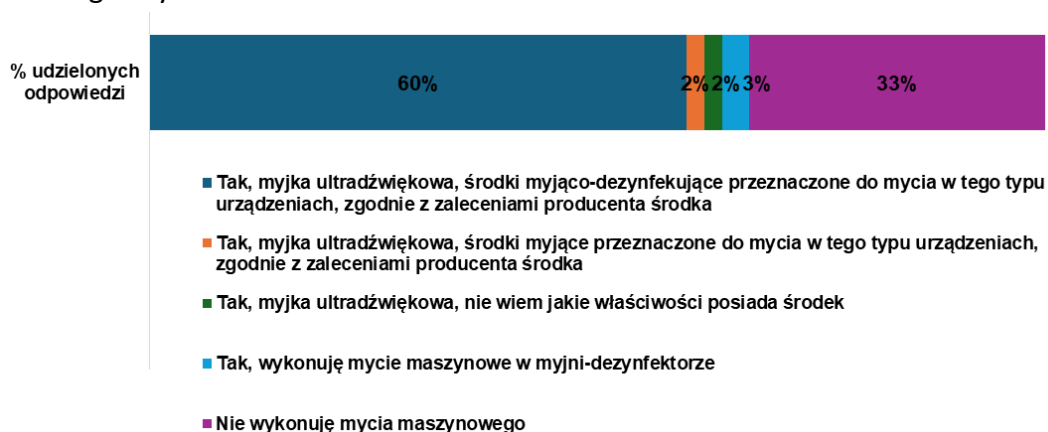 % udzielonych
odpowiedzi
60%
2%
2%
3%
33%
Tak, myjka ultradźwiękowa, środki myjąco-dezynfekujące przeznaczone do mycia w tego typu
urządzeniach, zgodnie z zaleceniami producenta środka
Tak, myjka ultradźwiękowa, środki myjące przeznaczone do mycia w tego typu urządzeniach,
zgodnie z zaleceniami producenta środka
Tak, myjka ultradźwiękowa, nie wiem jakie właściwości posiada środek
Tak, wykonuję mycie maszynowe w myjni-dezynfektorze
Nie wykonuję mycia maszynowego